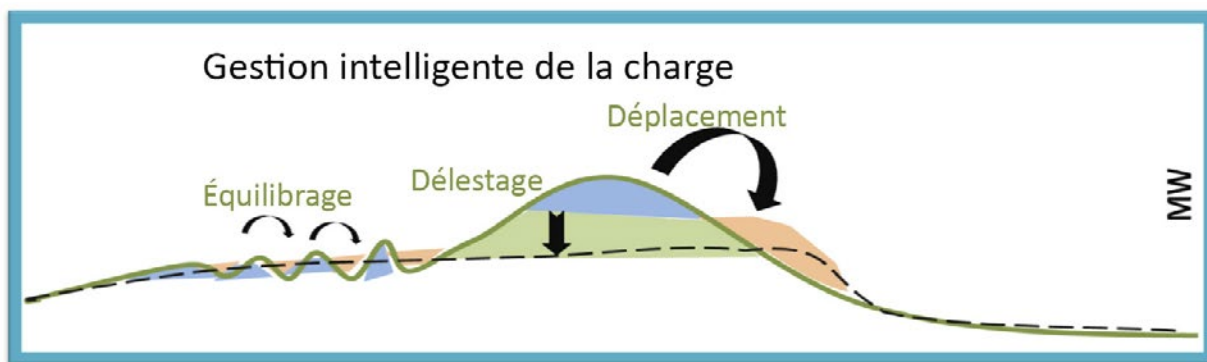 Gestion intelligente de la charge
Déplacement
Délestage
Équilibrage
MW